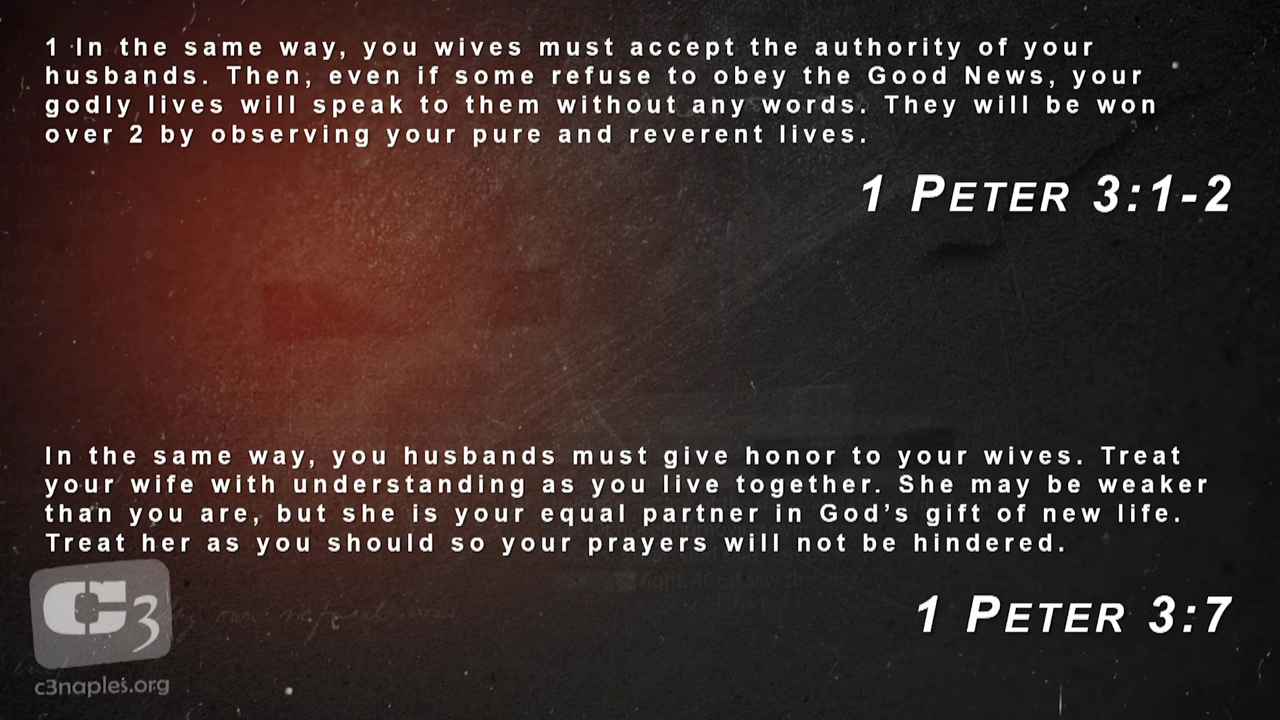 1 In the same way, you wives must accept the authority of your
husbands. Then, even if some refuse to obey the Good News, your
godly lives will speak to them without any words. They will be won
over 2 by observing your pure and reverent lives.
1 PETER 3:1-2
In the same way, you husbands must give honor to your wives. Treat
your wife with understanding as you live together. She may be weaker
than you are, but she is your equal partner in God's gift of new life.
Treat her as you should so your prayers will not be hindered.
1 PETER 3:7
C3
c3naples.org